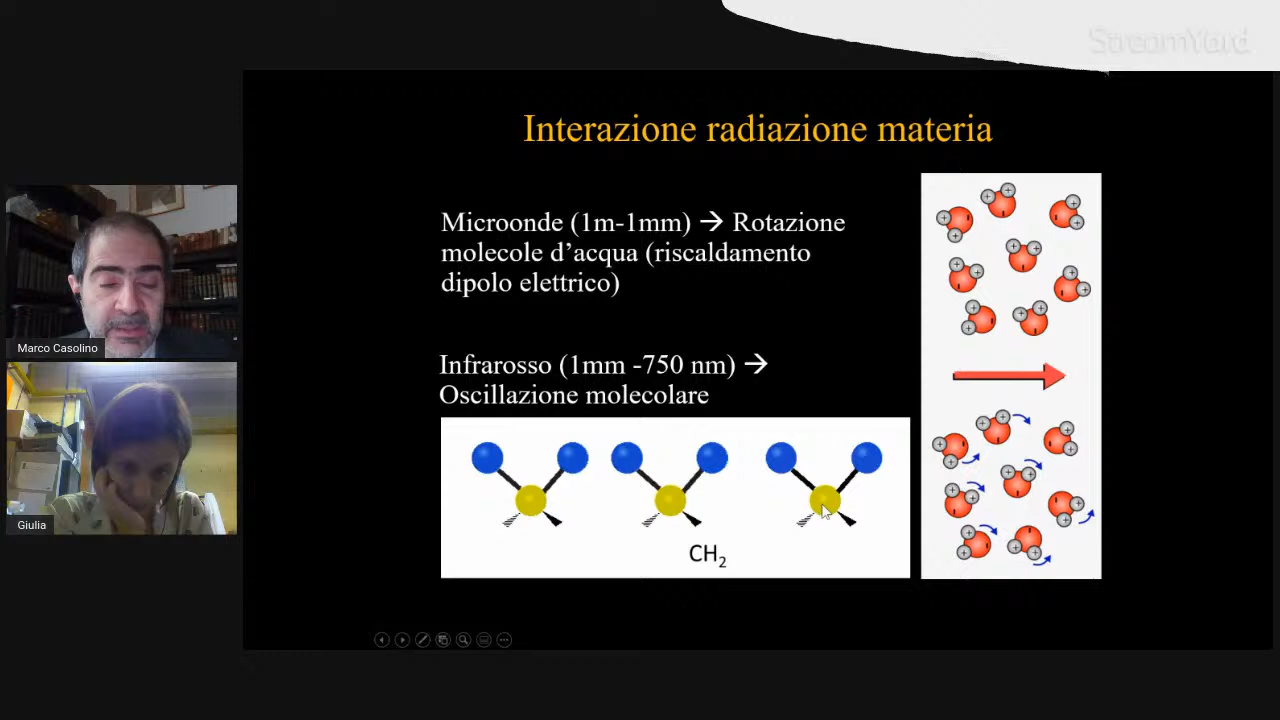 StreamYard
Interazione radiazione materia
Microonde (1m-1mm) → Rotazione
molecole d’acqua (riscaldamento
dipolo elettrico)
Infrarosso (1mm -750 nm) →
Oscillazione molecolare
CH₂
Marco Casolino
Giulia